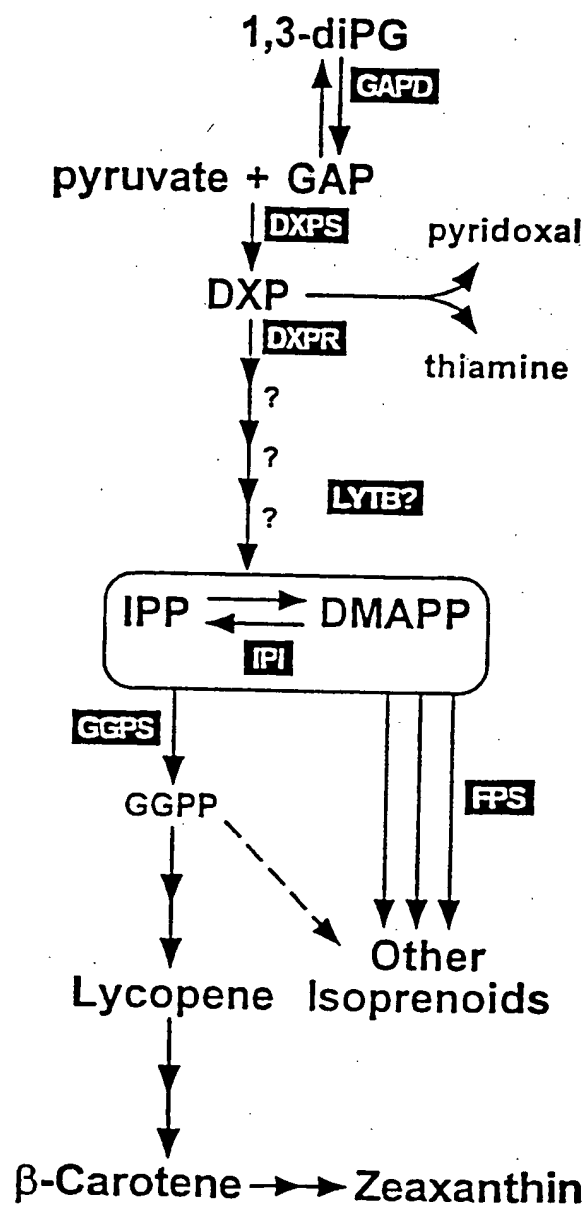 1,3-diPG
GAPD
pyruvate + GAP
DXPS
pyridoxal
DXP
DXPR
thiamine
?
?
LYTB?
?
IPP DMAPP
IPI
GGPS
GGPP
FPS
Other
Lycopene Isoprenoids
β-Carotene Zeaxanthin